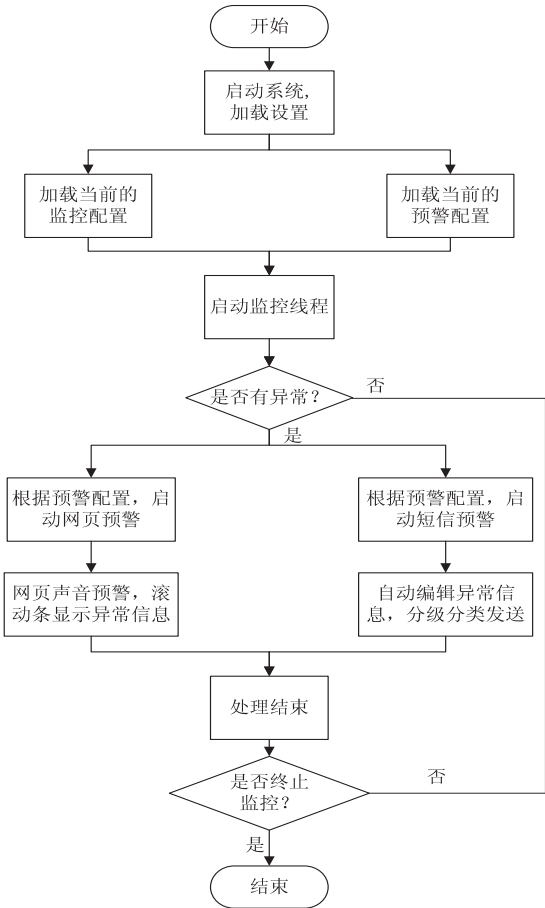 开始
启动系统,
加载设置
加载当前的
监控配置
加载当前的
预警配置
启动监控线程
是否有异常？
否
是
根据预警配置，启
动网页预警
根据预警配置，启
动短信预警
网页声音预警，滚
动条显示异常信息
自动编辑异常信
息，分级分类发送
处理结束
是否终止
监控？
否
是
结束